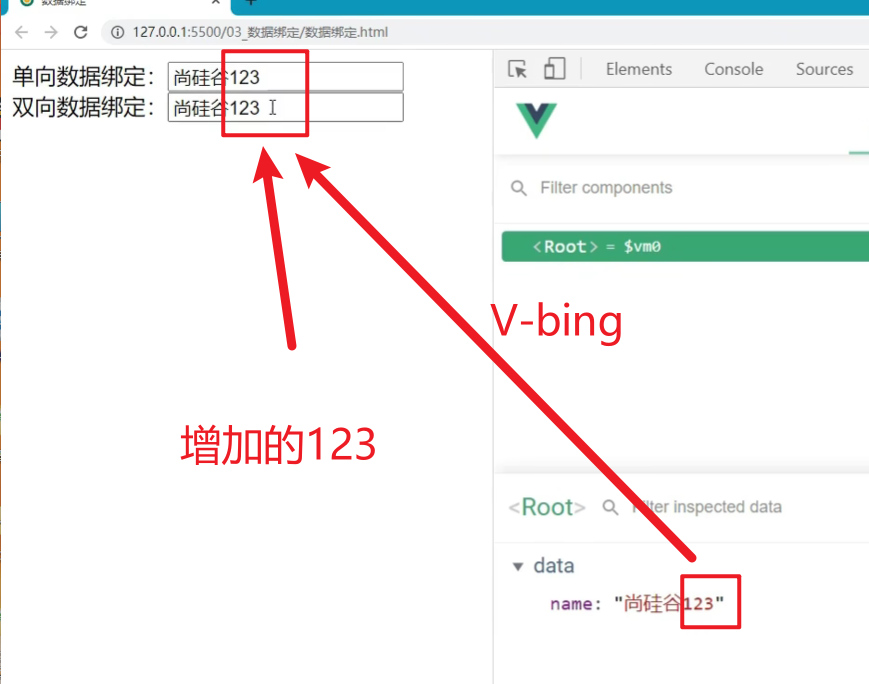 数据绑定
127.0.0.1:5500/03_数据绑定/数据绑定.html
单向数据绑定： 尚硅谷123
双向数据绑定： 尚硅谷123
Elements Console Sources
Filter components
<Root> = $vm0
V-bing
增加的123
<Root> Filter inspected data
▼ data
name: "尚硅谷123"